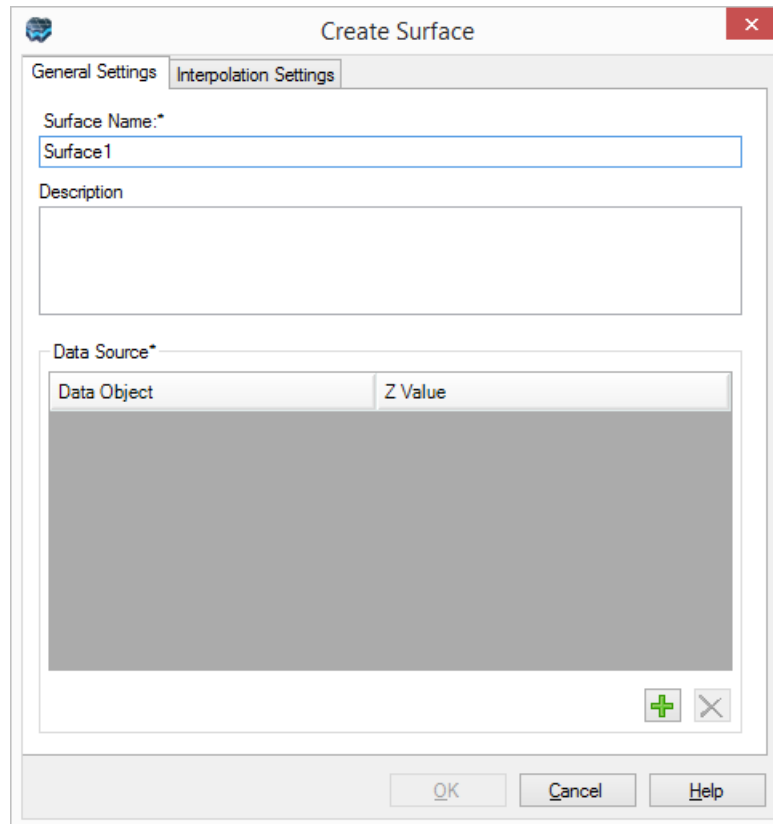 Create Surface
General Settings Interpolation Settings
Surface Name:*
Surface1
Description
Data Source*
Data Object Z Value
OK Cancel Help